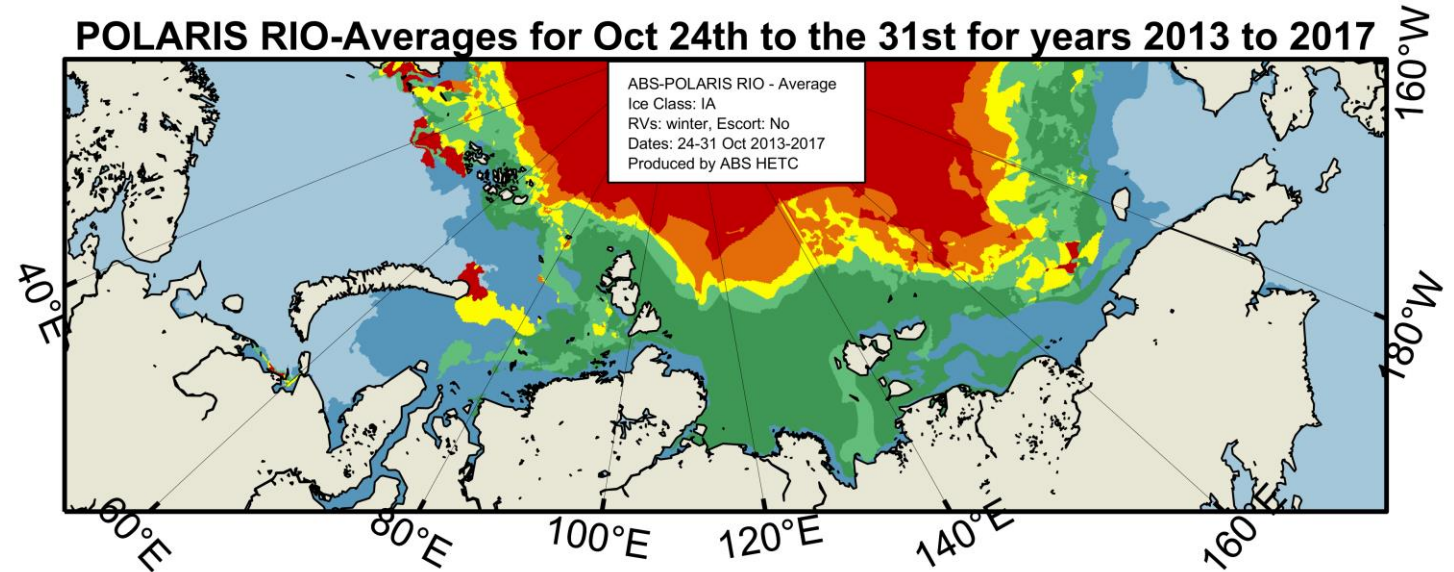 POLARIS RIO-Averages for Oct 24th to the 31st for years 2013 to 2017
ABS-POLARIS RIO - Average
Ice Class: IA
RVs: winter, Escort: No
Dates: 24-31 Oct 2013-2017
Produced by ABS HETC
160°W
180°W
40°E
60°E
80°E
100°E
120°E
140°E
160°E